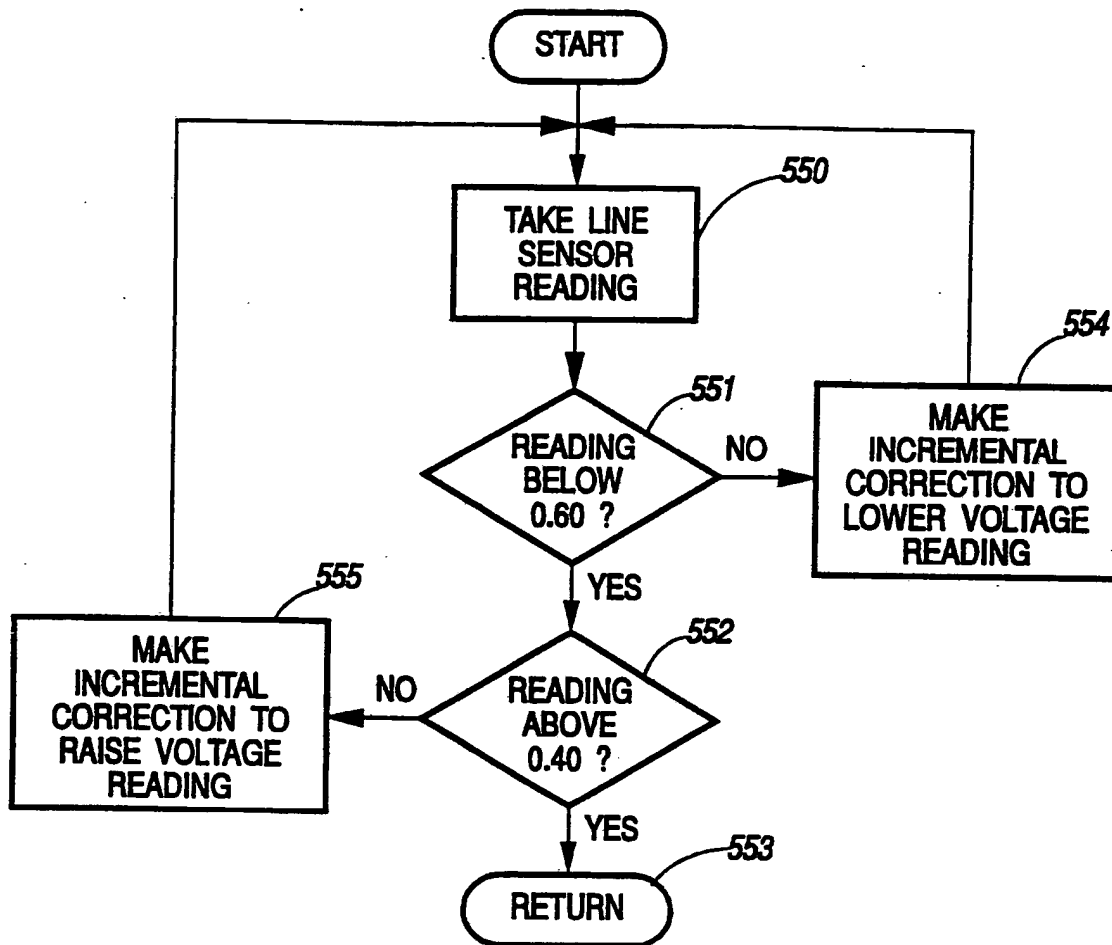 START
550
TAKE LINE
SENSOR
READING
551
READING
BELOW
0.60 ?
NO
554
MAKE
INCREMENTAL
CORRECTION TO
LOWER VOLTAGE
READING
YES
552
READING
ABOVE
0.40 ?
NO
555
MAKE
INCREMENTAL
CORRECTION TO
RAISE VOLTAGE
READING
YES
553
RETURN